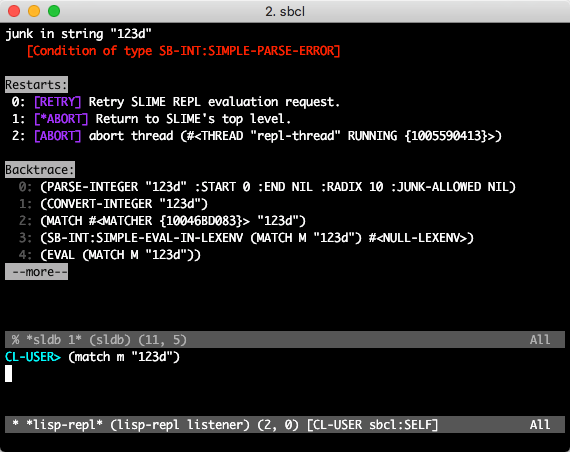 2. sbcl
junk in string "123d"
[Condition of type SB-INT:SIMPLE-PARSE-ERROR]
Restarts:
0: [RETRY] Retry SLIME REPL evaluation request.
1: [*ABORT] Return to SLIME's top level.
2: [ABORT] abort thread (#<THREAD "repl-thread" RUNNING {1005590413}>)
Backtrace:
0: (PARSE-INTEGER "123d" :START 0 :END NIL :RADIX 10 :JUNK-ALLOWED NIL)
1: (CONVERT-INTEGER "123d")
2: (MATCH #<MATCHER {10046BD083}> "123d")
3: (SB-INT:SIMPLE-EVAL-IN-LEXENV (MATCH M "123d") #<NULL-LEXENV>)
4: (EVAL (MATCH M "123d"))
--more--
% *sldb 1* (sldb) (11, 5) All
CL-USER> (match m "123d")
* *lisp-repl* (lisp-repl listener) (2, 0) [CL-USER sbcl:SELF] All